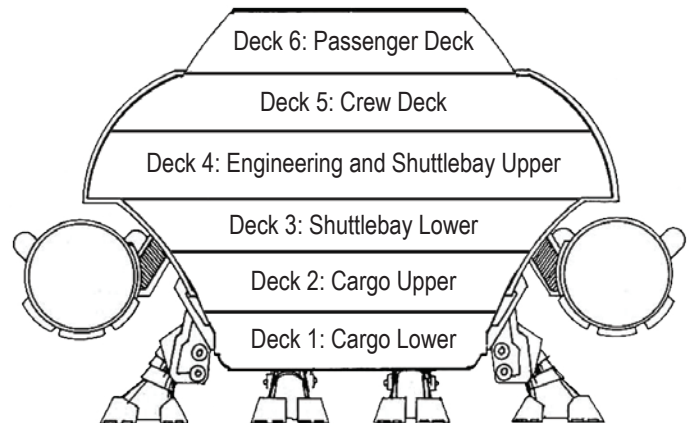 Deck 6: Passenger Deck
Deck 5: Crew Deck
Deck 4: Engineering and Shuttlebay Upper
Deck 3: Shuttlebay Lower
Deck 2: Cargo Upper
Deck 1: Cargo Lower